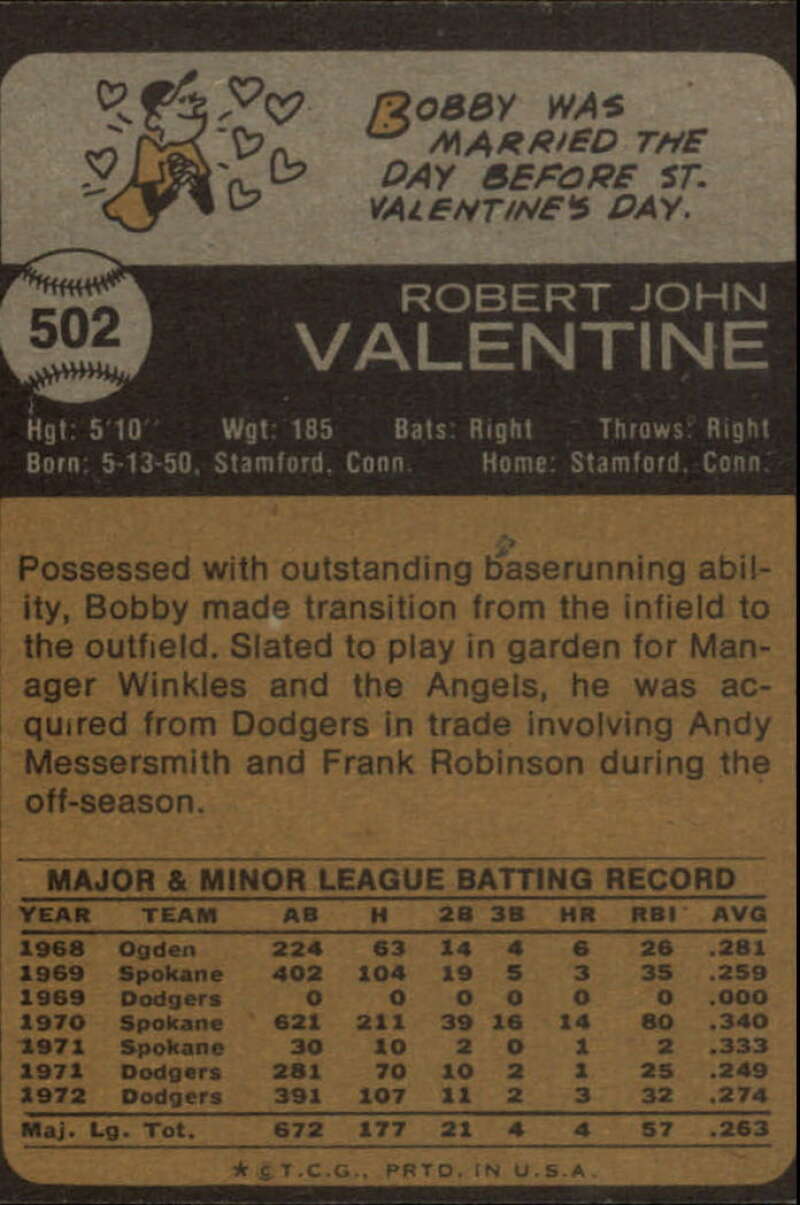 BOBBY WAS
MARRIED THE
DAY BEFORE ST.
VALENTINE'S DAY.
502
ROBERT JOHN
VALENTINE
Hgt: 5'10" Wgt: 185 Bats: Right Throws: Right
Born: 5-13-50, Stamford, Conn. Home: Stamford, Conn.
Possessed with outstanding baserunning abil-
ity, Bobby made transition from the infield to
the outfield. Slated to play in garden for Man-
ager Winkles and the Angels, he was ac-
quired from Dodgers in trade involving Andy
Messersmith and Frank Robinson during the
off-season.
MAJOR & MINOR LEAGUE BATTING RECORD
YEAR TEAM AB H 2B 3B HR RBI AVG
1968 Ogden 224 63 14 4 6 26 .281
1969 Spokane 402 104 19 5 3 35 .259
1969 Dodgers 0 0 0 0 0 0 .000
1970 Spokane 621 211 39 16 14 80 .340
1971 Spokane 30 10 2 0 1 2 .333
1971 Dodgers 281 70 10 2 1 25 .249
1972 Dodgers 391 107 11 2 3 32 .274
Maj. Lg. Tot. 672 177 21 4 4 57 .263
* © T.C.G., PRTD. IN U.S.A.